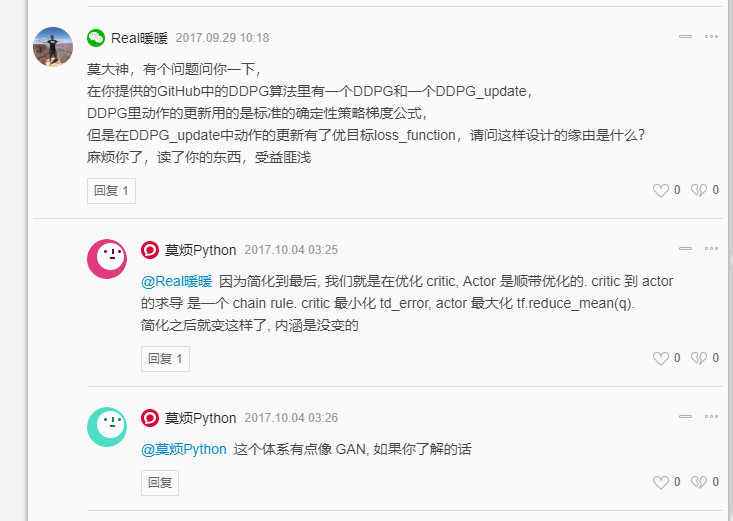 Real暖暖 2017.09.29 10:18
莫大神，有个问题问你一下，
在你提供的GitHub中的DDPG算法里有一个DDPG和一个DDPG_update，
DDPG里动作的更新用的是标准的确定性策略梯度公式，
但是在DDPG_update中动作的更新有了优目标loss_function，请问这样设计的缘由是什么？
麻烦你了，读了你的东西，受益匪浅
回复 1 0 0
莫烦Python 2017.10.04 03:25
@Real暖暖 因为简化到最后, 我们就是在优化 critic, Actor 是顺带优化的. critic 到 actor
的求导 是一个 chain rule. critic 最小化 td_error, actor 最大化 tf.reduce_mean(q).
简化之后就变这样了, 内涵是没变的
回复 1 0 0
莫烦Python 2017.10.04 03:26
@莫烦Python 这个体系有点像 GAN, 如果你了解的话
回复 0 0